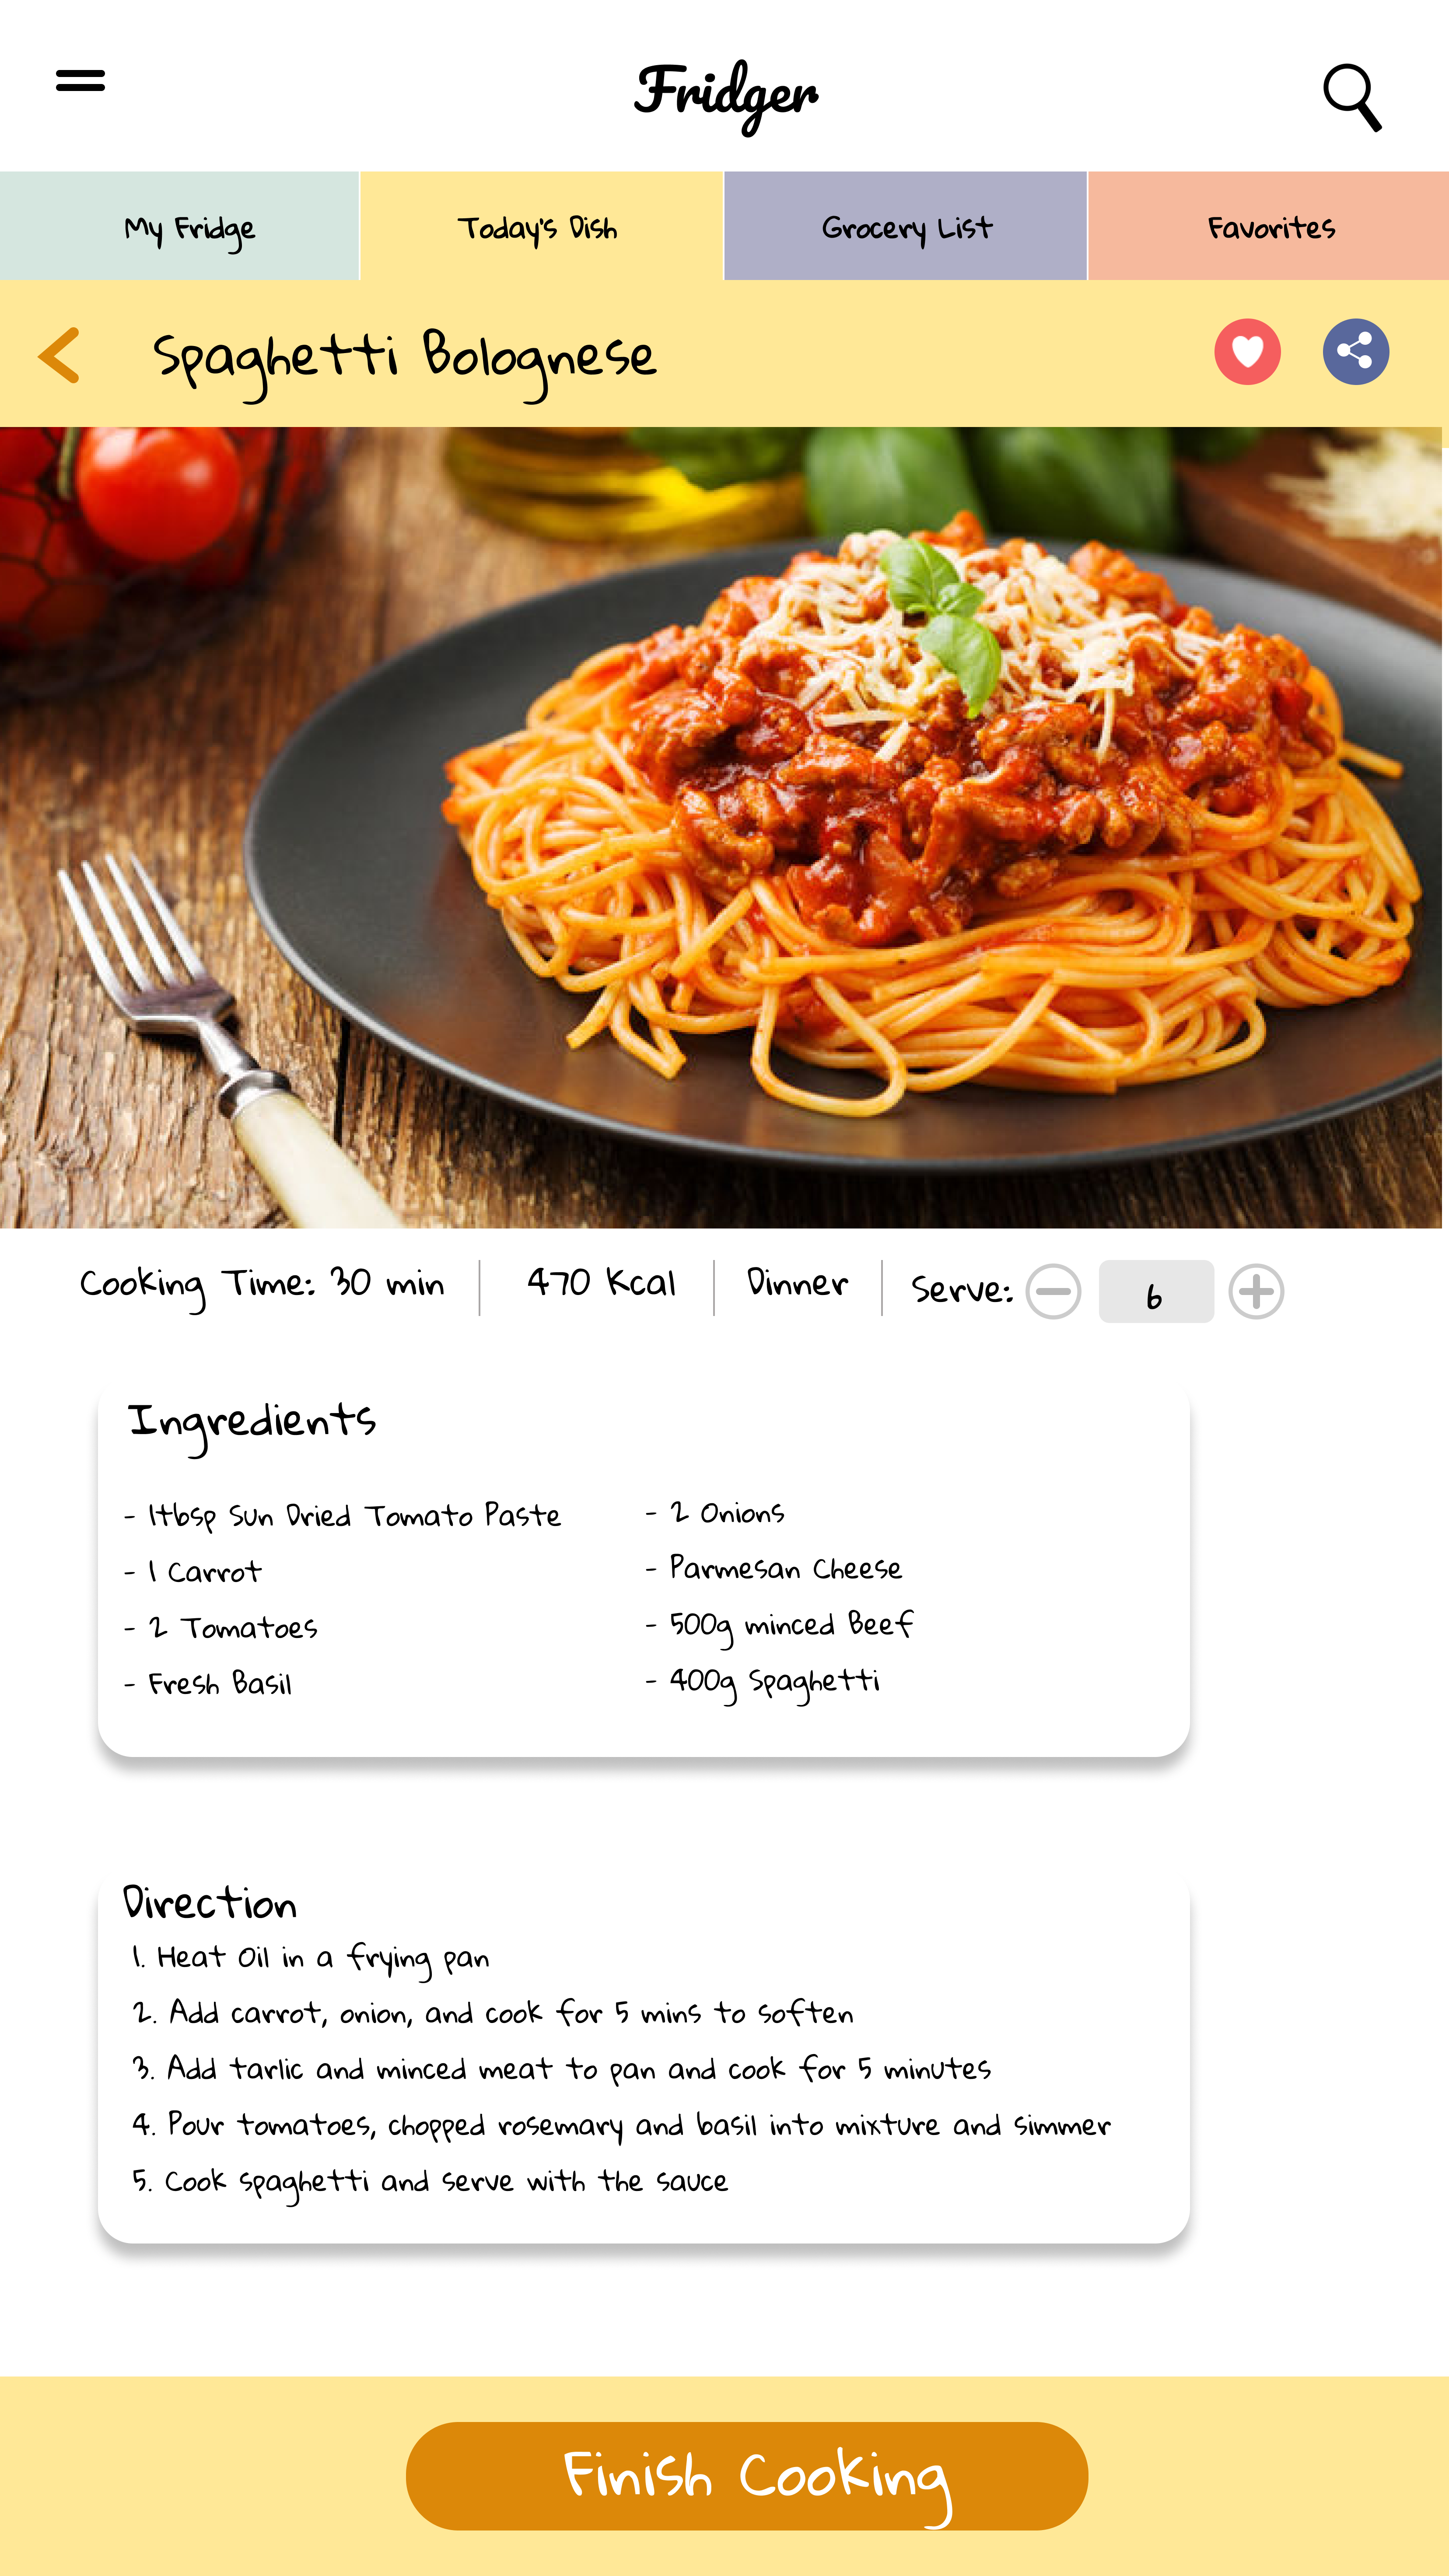 Fridger
My Fridge
Today's Dish
Grocery List
Favorites
Spaghetti Bolognese
Cooking Time: 30 min
470 Kcal
Dinner
Serve:
6
Ingredients
- 1tbsp Sun Dried Tomato Paste
- 1 Carrot
- 2 Tomatoes
- Fresh Basil
- 2 Onions
- Parmesan Cheese
- 500g minced Beef
- 400g Spaghetti
Direction
1. Heat Oil in a frying pan
2. Add carrot, onion, and cook for 5 mins to soften
3. Add tarlic and minced meat to pan and cook for 5 minutes
4. Pour tomatoes, chopped rosemary and basil into mixture and simmer
5. Cook spaghetti and serve with the sauce
Finish Cooking